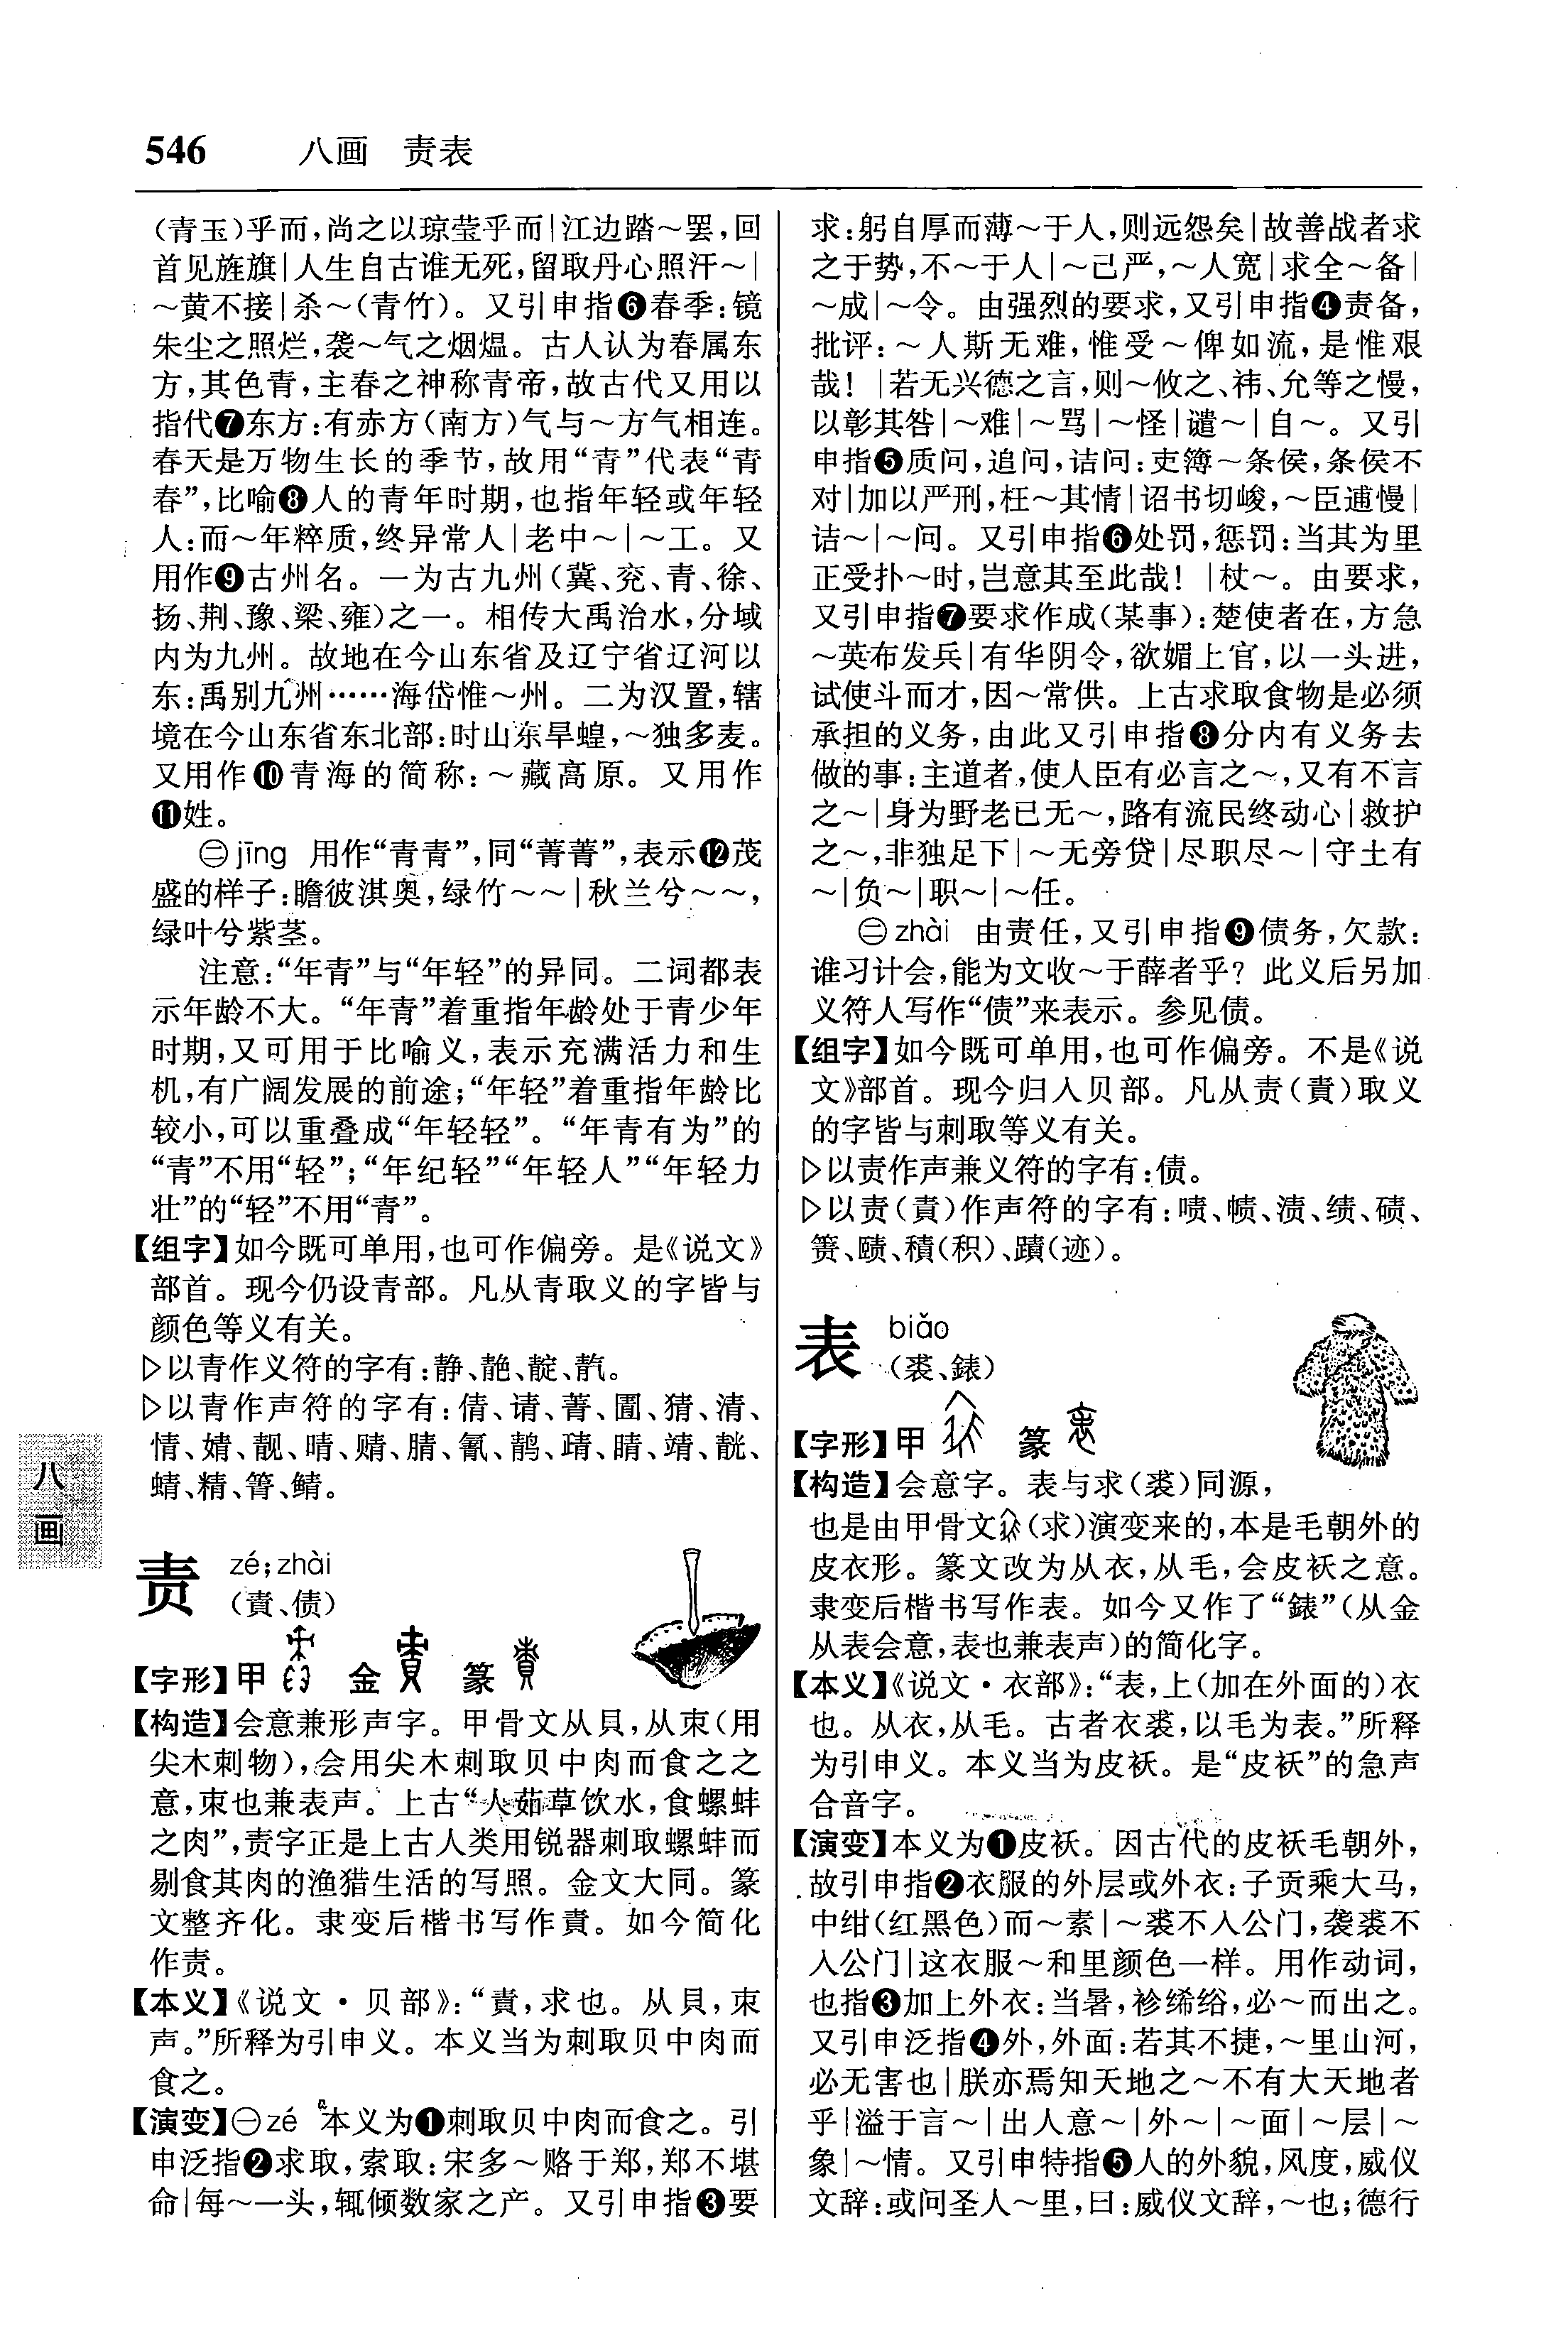 546 八画 责表
(青玉)乎而,尚之以琼莹乎而|江边踏～罢,回
首见旌旗|人生自古谁无死,留取丹心照汗～|
～黄不接|杀～(青竹)。又引申指❻春季:镜
朱尘之照烂,袭～气之烟煴。古人认为春属东
方,其色青,主春之神称青帝,故古代又用以
指代❼东方:有赤方(南方)气与～方气相连。
春天是万物生长的季节,故用“青”代表“青
春”,比喻❽人的青年时期,也指年轻或年轻
人:而～年粹质,终异常人|老中～|～工。又
用作❾古州名。一为古九州(冀、兖、青、徐、
扬、荆、豫、梁、雍)之一。相传大禹治水,分域
内为九州。故地在今山东省及辽宁省辽河以
东:禹别九州……海岱惟～州。二为汉置,辖
境在今山东省东北部:时山东旱蝗,～独多麦。
又用作❿青海的简称:～藏高原。又用作
⓫姓。
㊁jīng 用作“青青”,同“菁菁”,表示⓬茂
盛的样子:瞻彼淇奥,绿竹～～|秋兰兮～～,
绿叶兮紫茎。
注意:“年青”与“年轻”的异同。二词都表
示年龄不大。“年青”着重指年龄处于青少年
时期,又可用于比喻义,表示充满活力和生
机,有广阔发展的前途;“年轻”着重指年龄比
较小,可以重叠成“年轻轻”。“年青有为”的
“青”不用“轻”;“年纪轻”“年轻人”“年轻力
壮”的“轻”不用“青”。
【组字】如今既可单用,也可作偏旁。是《说文》
部首。现今仍设青部。凡从青取义的字皆与
颜色等义有关。
▷以青作义符的字有:静、艳、靛、靔。
▷以青作声符的字有:倩、请、菁、圊、猜、清、
情、婧、靓、晴、赌、腈、氰、鹊、琦、睛、靖、靗、
蜻、精、箐、鲭。
责 zé;zhài
(責、债)
【字形】甲 金 篆
【构造】会意兼形声字。甲骨文从貝,从朿(用
尖木刺物),会用尖木刺取贝中肉而食之之
意,朿也兼表声。上古“人茹草饮水,食螺蚌
之肉”,责字正是上古人类用锐器刺取螺蚌而
剔食其肉的渔猎生活的写照。金文大同。篆
文整齐化。隶变后楷书写作責。如今简化
作责。
【本义】《说文·贝部》:“責,求也。从貝,朿
声。”所释为引申义。本义当为刺取贝中肉而
食之。
【演变】㊀zé 本义为❶刺取贝中肉而食之。引
申泛指❷求取,索取:宋多～赂于郑,郑不堪
命|每～一头,辄倾数家之产。又引申指❸要
求:躬自厚而薄～于人,则远怨矣|故善战者求
之于势,不～于人|～己严,～人宽|求全～备|
～成|～令。由强烈的要求,又引申指❹责备,
批评:～人斯无难,惟受～俾如流,是惟艰
哉!|若无兴德之言,则～攸之、祎、允等之慢,
以彰其咎|～难|～骂|～怪|谴～|自～。又引
申指❺质问,追问,诘问:吏簿～条侯,条侯不
对|加以严刑,枉～其情|诏书切峻,～臣逋慢|
诘～|～问。又引申指❻处罚,惩罚:当其为里
正受扑～时,岂意其至此哉!|杖～。由要求,
又引申指❼要求作成(某事):楚使者在,方急
～英布发兵|有华阴令,欲媚上官,以一头进,
试使斗而才,因～常供。上古求取食物是必须
承担的义务,由此又引申指❽分内有义务去
做的事:主道者,使人臣有必言之～,又有不言
之～|身为野老已无～,路有流民终动心|救护
之～,非独足下|～无旁贷|尽职尽～|守土有
～|负～|职～|～任。
㊁zhài 由责任,又引申指❾债务,欠款:
谁习计会,能为文收～于薛者乎?此义后另加
义符人写作“债”来表示。参见债。
【组字】如今既可单用,也可作偏旁。不是《说
文》部首。现今归入贝部。凡从责(責)取义
的字皆与刺取等义有关。
▷以责作声兼义符的字有:债。
▷以责(責)作声符的字有:啧、帻、渍、绩、碛、
箦、赜、積(积)、蹟(迹)。
表 biǎo
(裘、錶)
【字形】甲 篆
【构造】会意字。表与求(裘)同源,
也是由甲骨文(求)演变来的,本是毛朝外的
皮衣形。篆文改为从衣,从毛,会皮袄之意。
隶变后楷书写作表。如今又作了“錶”(从金
从表会意,表也兼表声)的简化字。
【本义】《说文·衣部》:“表,上(加在外面的)衣
也。从衣,从毛。古者衣裘,以毛为表。”所释
为引申义。本义当为皮袄。是“皮袄”的急声
合音字。
【演变】本义为❶皮袄。因古代的皮袄毛朝外,
故引申指❷衣服的外层或外衣:子贡乘大马,
中绀(红黑色)而～素|～裘不入公门,袭裘不
入公门|这衣服～和里颜色一样。用作动词,
也指❸加上外衣:当暑,袗𫄨绤,必～而出之。
又引申泛指❹外,外面:若其不捷,～里山河,
必无害也|朕亦焉知天地之～不有大天地者
乎|溢于言～|出人意～|外～|～面|～层|～
象|～情。又引申特指❺人的外貌,风度,威仪
文辞:或问圣人～里,曰:威仪文辞,～也;德行
八
画